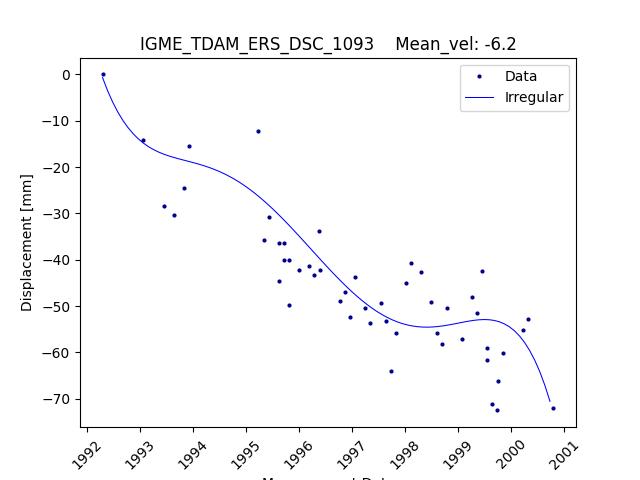 IGME_TDAM_ERS_DSC_1093    Mean_vel: -6.2
Data
Irregular
Displacement [mm]
0
−10
−20
−30
−40
−50
−60
−70
1992 1993 1994 1995 1996 1997 1998 1999 2000 2001